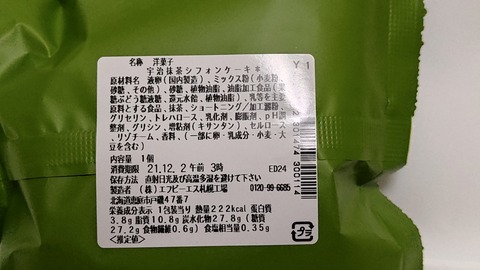 名称 洋菓子 Y1
宇治抹茶シフォンケーキ*
原材料名 液卵(国内製造)、ミックス粉(小麦粉、
砂糖、その他)、砂糖、植物油脂、油脂加工食品(果
糖ぶどう糖液糖、還元水飴、植物油脂)、乳等を主要
原料とする食品、抹茶、ショートニング/加工澱粉、
グリセリン、トレハロース、乳化剤、膨脹剤、pH調
整剤、グリシン、増粘剤(キサンタン)、セルロース
、リゾチーム、香料、(一部に卵・乳成分・小麦・大
豆を含む)
内容量 1個
消費期限 21.12. 2 午前 3時 ED24
保存方法 直射日光及び高温多湿を避けて下さい
製造者 (株)エフビーエス札幌工場 0120-99-6685
北海道恵庭市戸磯47番7
栄養成分表示 1包装当り 熱量222kcal 蛋白質
3.8g 脂質10.8g 炭水化物27.8g(糖質
27.2g 食物繊維0.6g) 食塩相当量0.35g
<推定値>
プラ